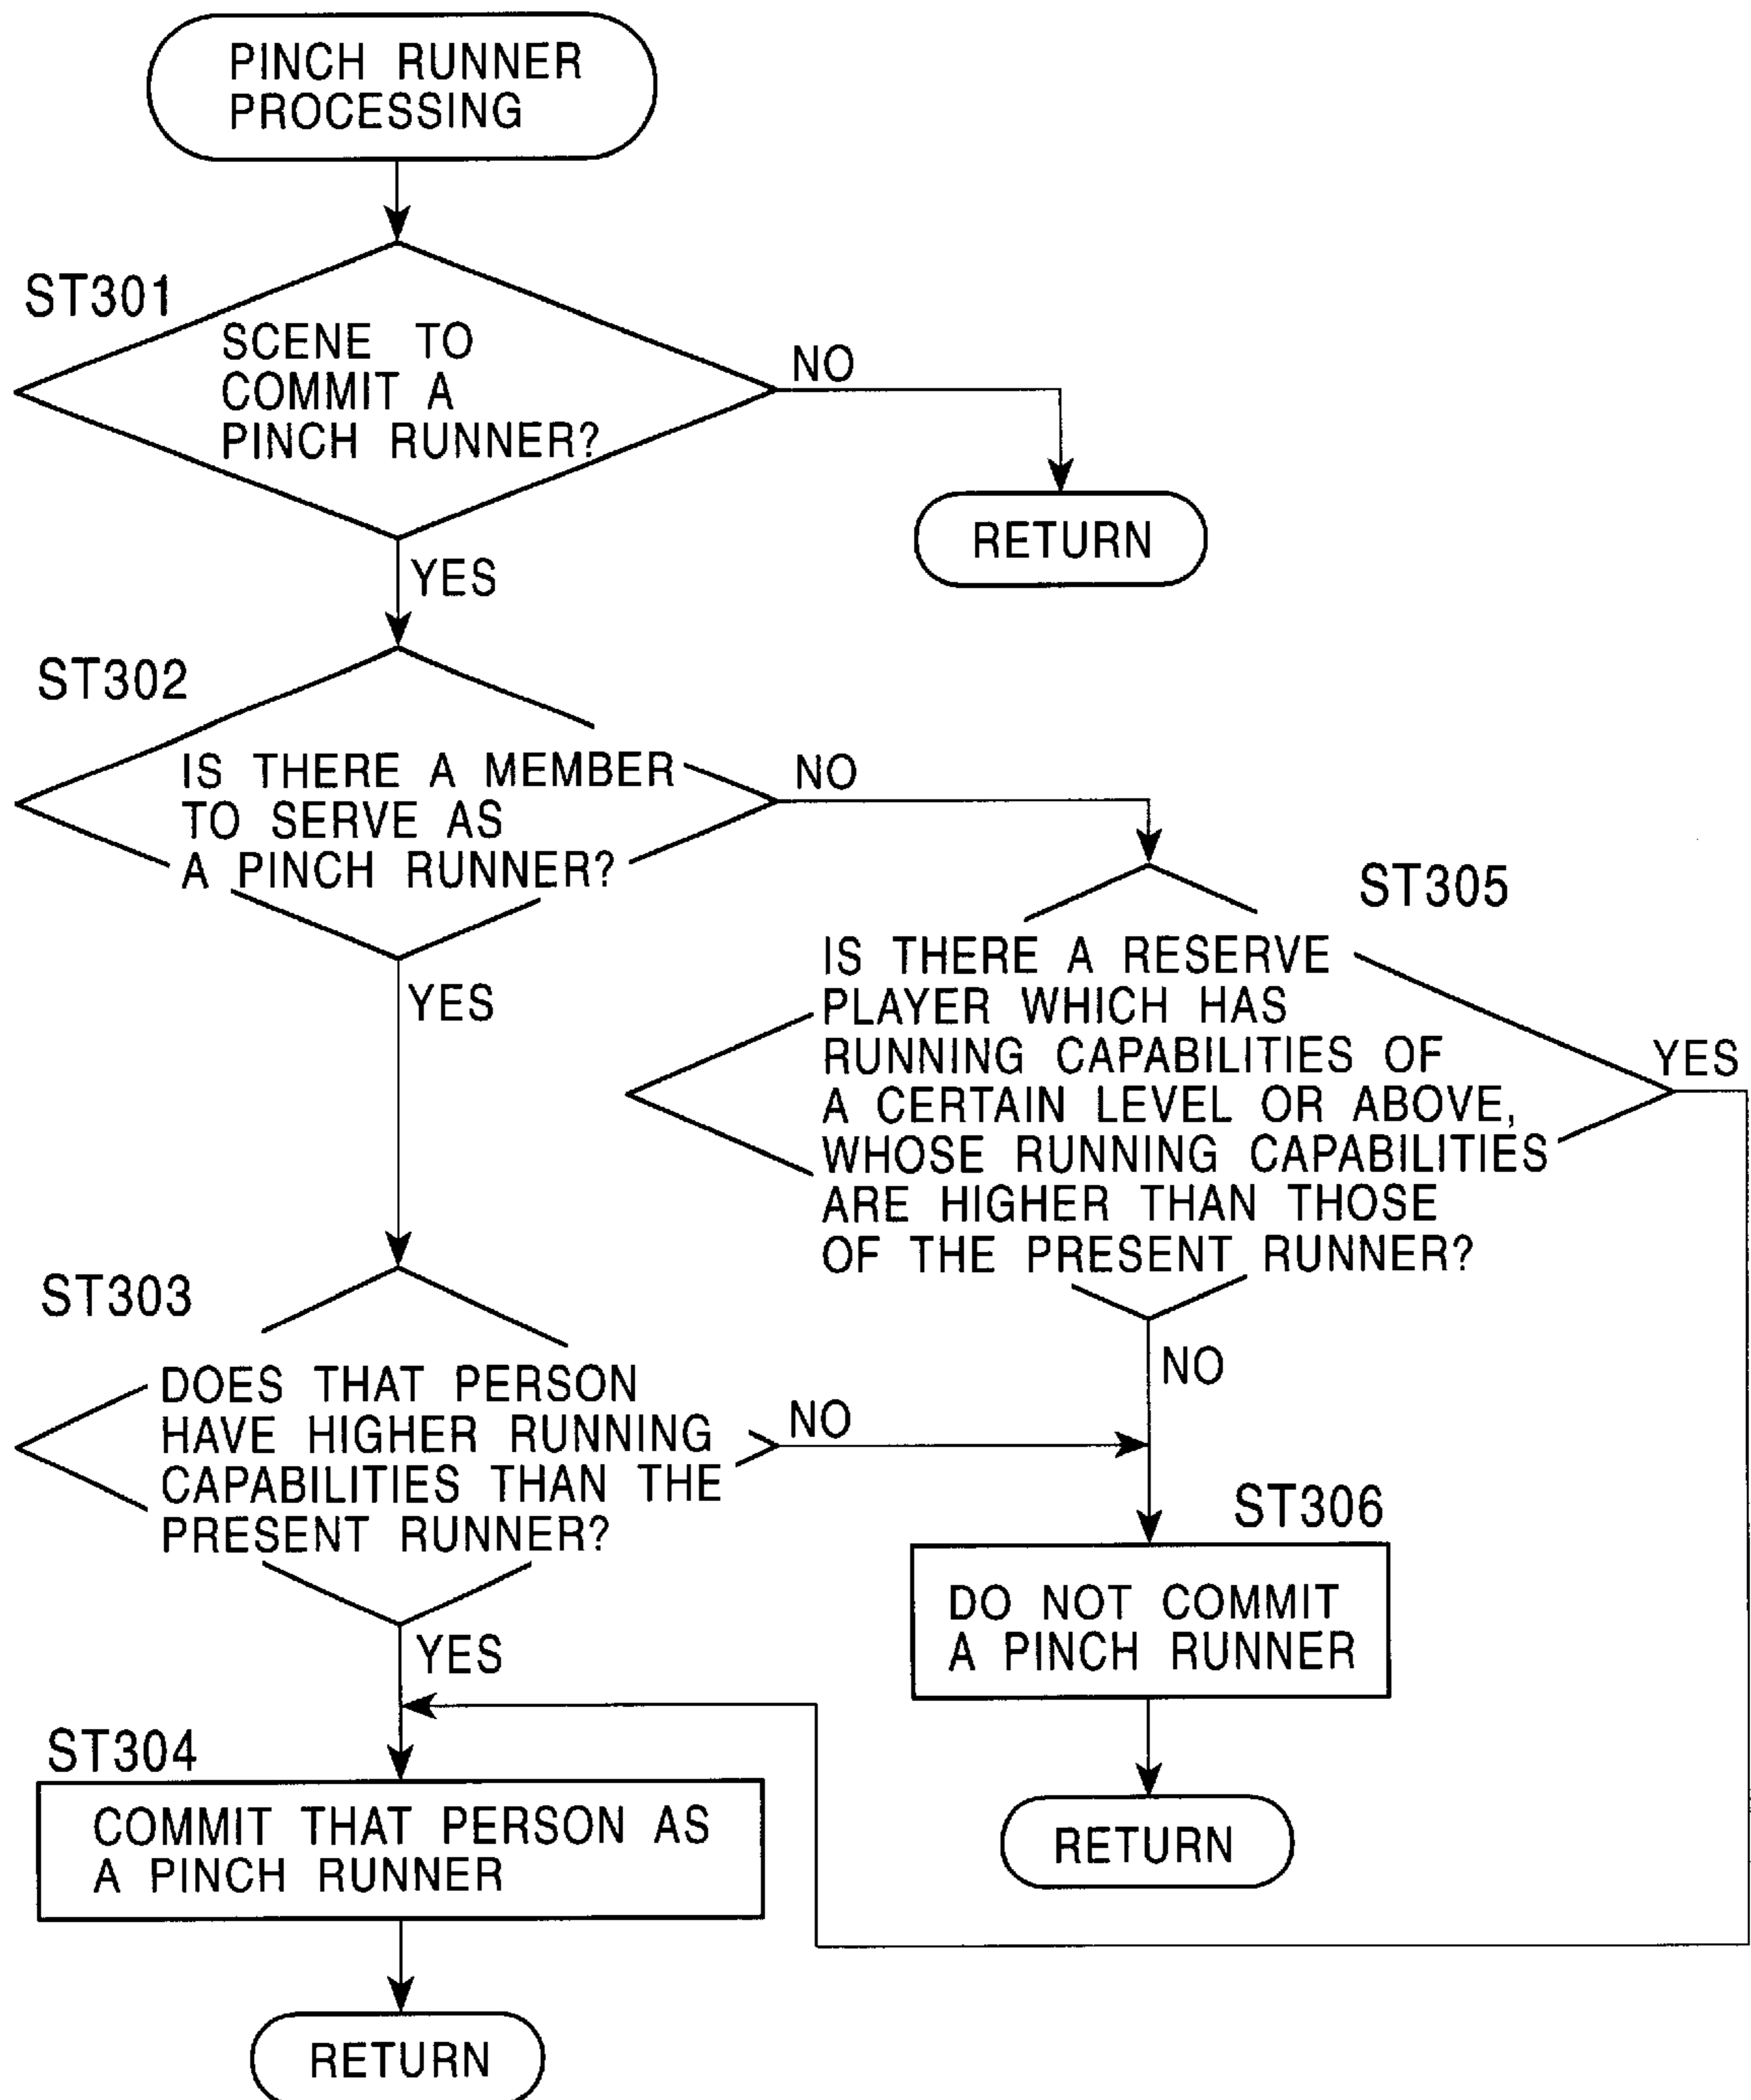 PINCH RUNNER
PROCESSING
ST301
SCENE TO
COMMIT A
PINCH RUNNER?
NO
RETURN
YES
ST302
IS THERE A MEMBER
TO SERVE AS
A PINCH RUNNER?
NO
YES
ST305
IS THERE A RESERVE
PLAYER WHICH HAS
RUNNING CAPABILITIES OF
A CERTAIN LEVEL OR ABOVE,
WHOSE RUNNING CAPABILITIES
ARE HIGHER THAN THOSE
OF THE PRESENT RUNNER?
YES
NO
ST303
DOES THAT PERSON
HAVE HIGHER RUNNING
CAPABILITIES THAN THE
PRESENT RUNNER?
NO
YES
ST306
DO NOT COMMIT
A PINCH RUNNER
RETURN
ST304
COMMIT THAT PERSON AS
A PINCH RUNNER
RETURN